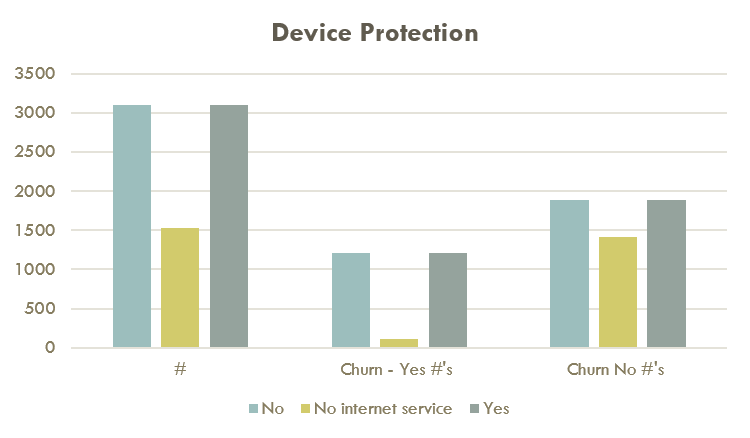 Device Protection
3500
3000
2500
2000
1500
1000
500
0
# Churn - Yes #'s Churn No #'s
No No internet service Yes